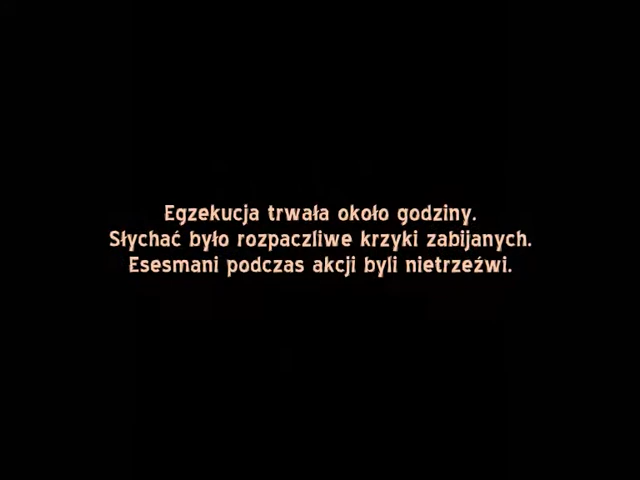 Egzekucja trwała około godziny.
Słychać było rozpaczliwe krzyki zabijanych.
Esesmani podczas akcji byli nietrzeźwi.